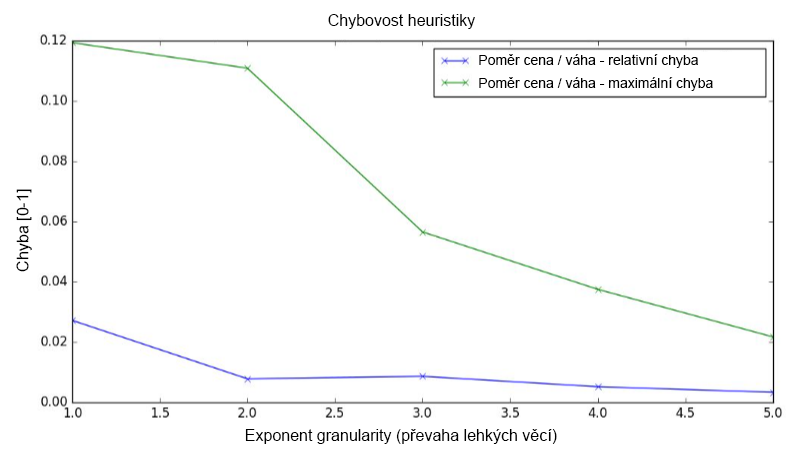 Chybovost heuristiky
0.12
0.10
0.08
0.06
0.04
0.02
0.00
Chyba [0-1]
Poměr cena / váha - relativní chyba
Poměr cena / váha - maximální chyba
1.0 1.5 2.0 2.5 3.0 3.5 4.0 4.5 5.0
Exponent granularity (převaha lehkých věcí)